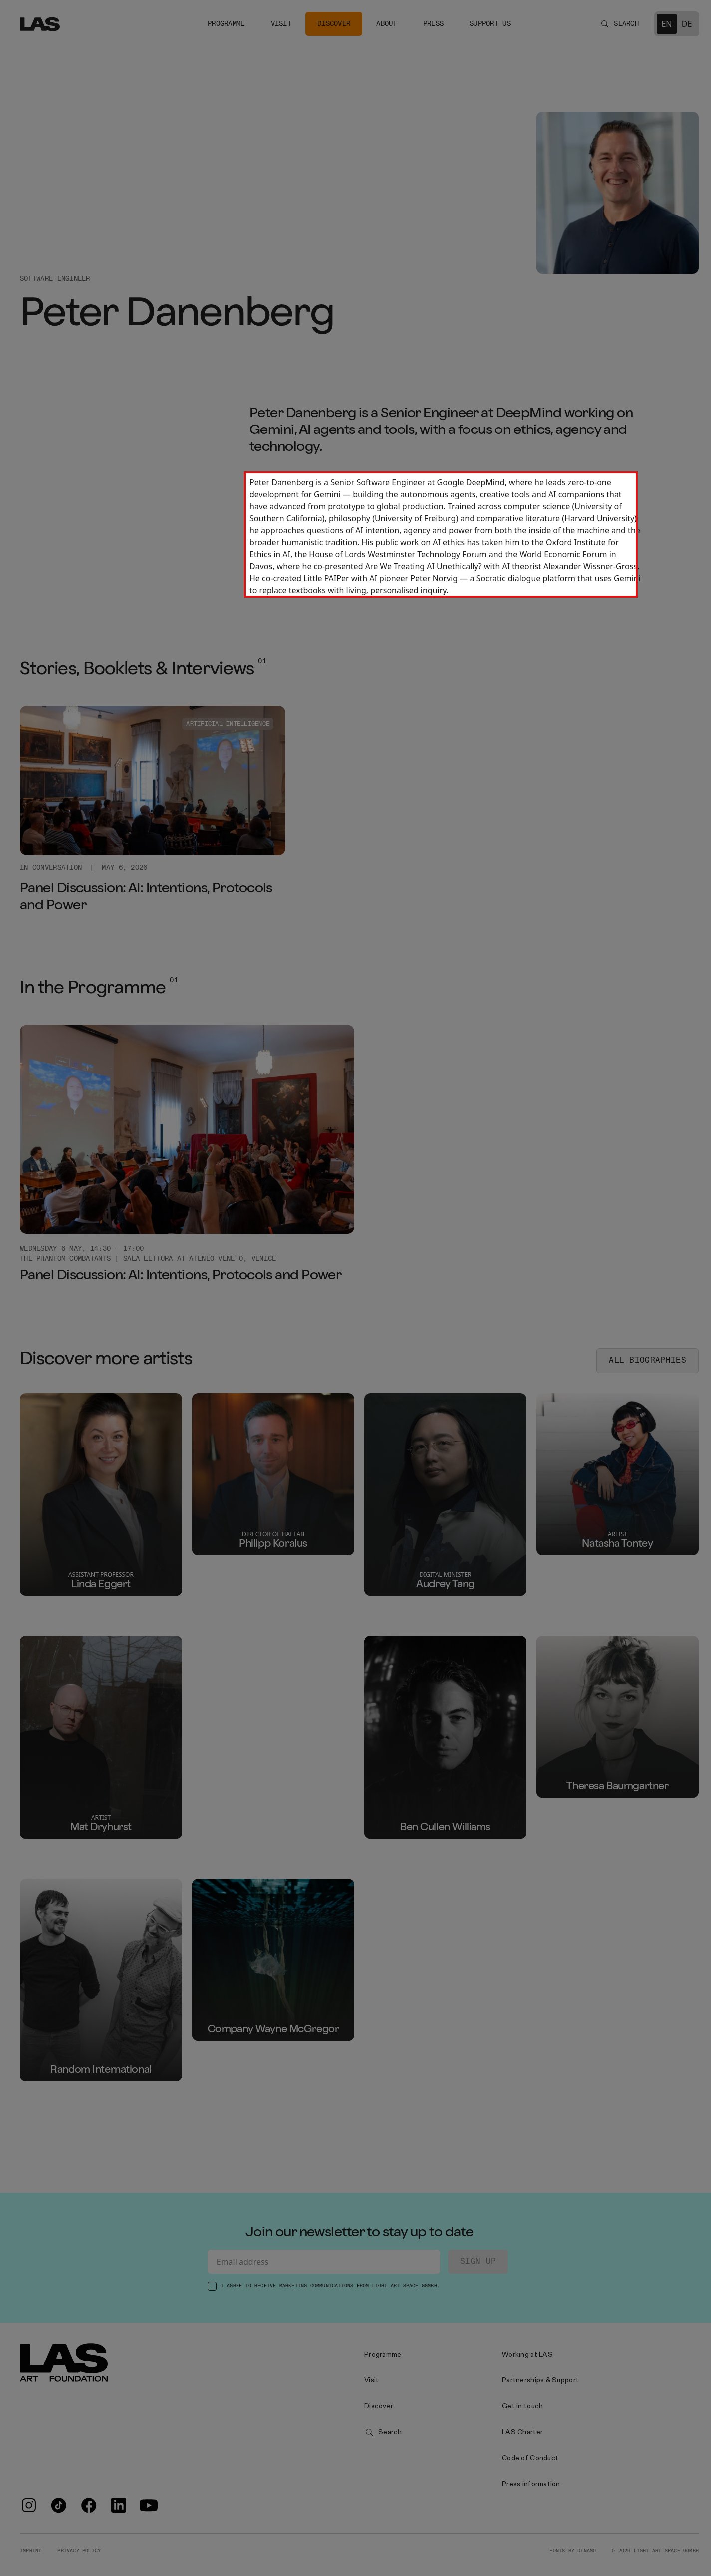 LAS
PROGRAMME VISIT DISCOVER ABOUT PRESS SUPPORT US SEARCH EN DE
SOFTWARE ENGINEER
Peter Danenberg
Peter Danenberg is a Senior Engineer at DeepMind working on
Gemini, AI agents and tools, with a focus on ethics, agency and
technology.
Peter Danenberg is a Senior Software Engineer at Google DeepMind, where he leads zero-to-one
development for Gemini — building the autonomous agents, creative tools and AI companions that
have advanced from prototype to global production. Trained across computer science (University of
Southern California), philosophy (University of Freiburg) and comparative literature (Harvard University),
he approaches questions of AI intention, agency and power from both the inside of the machine and the
broader humanistic tradition. His public work on AI ethics has taken him to the Oxford Institute for
Ethics in AI, the House of Lords Westminster Technology Forum and the World Economic Forum in
Davos, where he co-presented Are We Treating AI Unethically? with AI theorist Alexander Wissner-Gross.
He co-created Little PAIPer with AI pioneer Peter Norvig — a Socratic dialogue platform that uses Gemini
to replace textbooks with living, personalised inquiry.
Stories, Booklets & Interviews 01
ARTIFICIAL INTELLIGENCE
IN CONVERSATION | MAY 6, 2026
Panel Discussion: AI: Intentions, Protocols
and Power
In the Programme 01
WEDNESDAY 6 MAY, 14:30 – 17:00
THE PHANTOM COMBATANTS | SALA LETTURA AT ATENEO VENETO, VENICE
Panel Discussion: AI: Intentions, Protocols and Power
Discover more artists
ALL BIOGRAPHIES
ASSISTANT PROFESSOR
Linda Eggert
DIRECTOR OF HAI LAB
Philipp Koralus
DIGITAL MINISTER
Audrey Tang
ARTIST
Natasha Tontey
ARTIST
Mat Dryhurst
Ben Cullen Williams
Theresa Baumgartner
Random International
Company Wayne McGregor
Join our newsletter to stay up to date
Email address
SIGN UP
I AGREE TO RECEIVE MARKETING COMMUNICATIONS FROM LIGHT ART SPACE GGMBH.
LAS
ART FOUNDATION
Programme
Visit
Discover
Search
Working at LAS
Partnerships & Support
Get in touch
LAS Charter
Code of Conduct
Press information
IMPRINT PRIVACY POLICY
FONTS BY DINAMO © 2026 LIGHT ART SPACE GGMBH